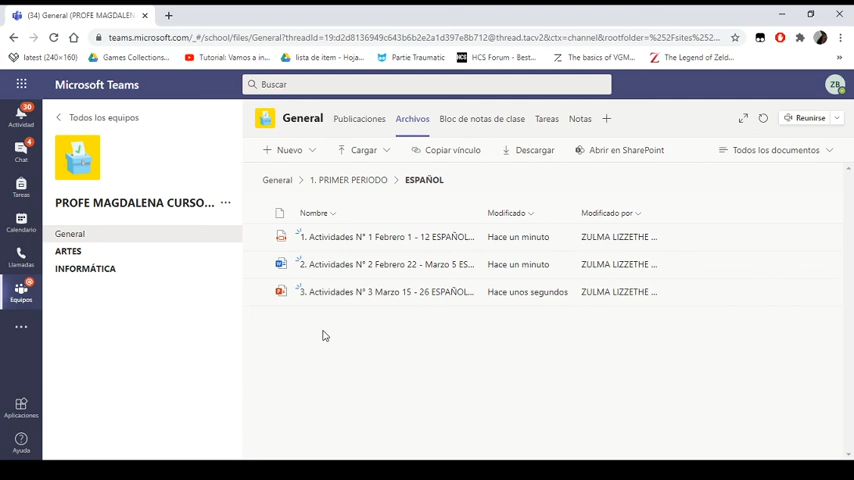 (34) General (PROFE MAGDALEN
teams.microsoft.com/_#/school/files/General?threadId=19:d2d8136949c643b6b2e2a1d397e8b712@thread.tacv2&ctx=channel&rootfolder=%252Fsites%252...
latest (240×160)
Games Collections...
Tutorial: Vamos a in...
lista de item - Hoja...
Partie Traumatic
HCS Forum - Best...
The basics of VGM...
The Legend of Zeld...
»
Microsoft Teams
Buscar
ZB
30
Actividad
4
Chat
Tareas
Calendario
Llamadas
Equipos
Aplicaciones
Ayuda
Todos los equipos
PROFE MAGDALENA CURSO... ...
General
ARTES
INFORMÁTICA
General
Publicaciones
Archivos
Bloc de notas de clase
Tareas
Notas
Reunirse
Nuevo
Cargar
Copiar vínculo
Descargar
Abrir en SharePoint
Todos los documentos
General > 1. PRIMER PERIODO > ESPAÑOL
Nombre Modificado Modificado por
1. Actividades N° 1 Febrero 1 - 12 ESPAÑOL... Hace un minuto ZULMA LIZZETHE ...
2. Actividades N° 2 Febrero 22 - Marzo 5 ES... Hace un minuto ZULMA LIZZETHE ...
3. Actividades N° 3 Marzo 15 - 26 ESPAÑOL... Hace unos segundos ZULMA LIZZETHE ...